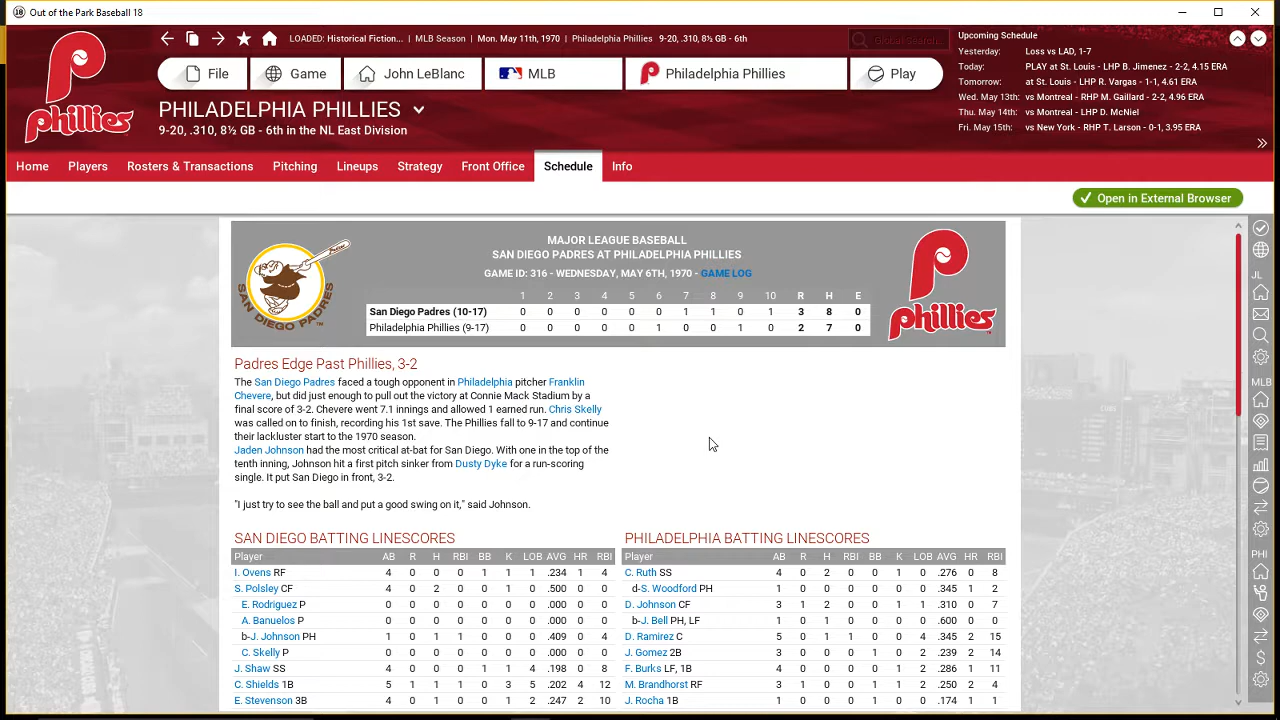 Out of the Park Baseball 18
LOADED: Historical Fiction... | MLB Season | Mon. May 11th, 1970 | Philadelphia Phillies 9-20, .310, 8½ GB - 6th
Global Search...
Phillies
File Game John LeBlanc MLB Philadelphia Phillies Play
PHILADELPHIA PHILLIES
9-20, .310, 8½ GB - 6th in the NL East Division
Upcoming Schedule
Yesterday: Loss vs LAD, 1-7
Today: PLAY at St. Louis - LHP B. Jimenez - 2-2, 4.15 ERA
Tomorrow: at St. Louis - LHP R. Vargas - 1-1, 4.61 ERA
Wed. May 13th: vs Montreal - RHP M. Gaillard - 2-2, 4.96 ERA
Thu. May 14th: vs Montreal - LHP D. McNiel
Fri. May 15th: vs New York - RHP T. Larson - 0-1, 3.95 ERA
Home Players Rosters & Transactions Pitching Lineups Strategy Front Office Schedule Info
Open in External Browser
SAN DIEGO PADRES
MAJOR LEAGUE BASEBALL
SAN DIEGO PADRES AT PHILADELPHIA PHILLIES
GAME ID: 316 - WEDNESDAY, MAY 6TH, 1970 - GAME LOG
1 2 3 4 5 6 7 8 9 10 R H E
San Diego Padres (10-17) 0 0 0 0 0 0 1 1 0 1 3 8 0
Philadelphia Phillies (9-17) 0 0 0 0 0 1 0 0 1 0 2 7 0
Phillies
Padres Edge Past Phillies, 3-2
The San Diego Padres faced a tough opponent in Philadelphia pitcher Franklin
Chevere, but did just enough to pull out the victory at Connie Mack Stadium by a
final score of 3-2. Chevere went 7.1 innings and allowed 1 earned run. Chris Skelly
was called on to finish, recording his 1st save. The Phillies fall to 9-17 and continue
their lackluster start to the 1970 season.
Jaden Johnson had the most critical at-bat for San Diego. With one in the top of the
tenth inning, Johnson hit a first pitch sinker from Dusty Dyke for a run-scoring
single. It put San Diego in front, 3-2.
"I just try to see the ball and put a good swing on it," said Johnson.
SAN DIEGO BATTING LINESCORES
Player AB R H RBI BB K LOB AVG HR RBI
I. Ovens RF 4 0 0 0 1 1 1 .234 1 4
S. Polsley CF 4 0 2 0 0 1 0 .500 0 0
E. Rodriguez P 0 0 0 0 0 0 0 .000 0 0
A. Banuelos P 0 0 0 0 0 0 0 .000 0 0
b-J. Johnson PH 1 0 1 1 0 0 0 .409 0 4
C. Skelly P 0 0 0 0 0 0 0 .000 0 0
J. Shaw SS 4 0 0 0 1 1 4 .198 0 8
C. Shields 1B 5 1 1 1 0 3 5 .202 4 12
E. Stevenson 3B 4 0 1 0 0 1 2 .247 2 10
PHILADELPHIA BATTING LINESCORES
Player AB R H RBI BB K LOB AVG HR RBI
C. Ruth SS 4 0 2 0 0 1 0 .276 0 8
d-S. Woodford PH 1 0 0 0 0 0 0 .345 1 2
D. Johnson CF 3 1 2 0 0 1 1 .310 0 7
b-J. Bell PH, LF 1 0 1 0 0 0 0 .600 0 0
D. Ramirez C 5 0 1 1 0 0 4 .345 2 15
J. Gomez 2B 3 0 0 0 1 0 2 .239 2 14
F. Burks LF, 1B 4 0 0 0 0 1 2 .286 1 11
M. Brandhorst RF 3 1 0 0 1 1 2 .250 2 4
J. Rocha 1B 1 0 0 0 0 1 0 .174 1 1
JL
MLB
PHI